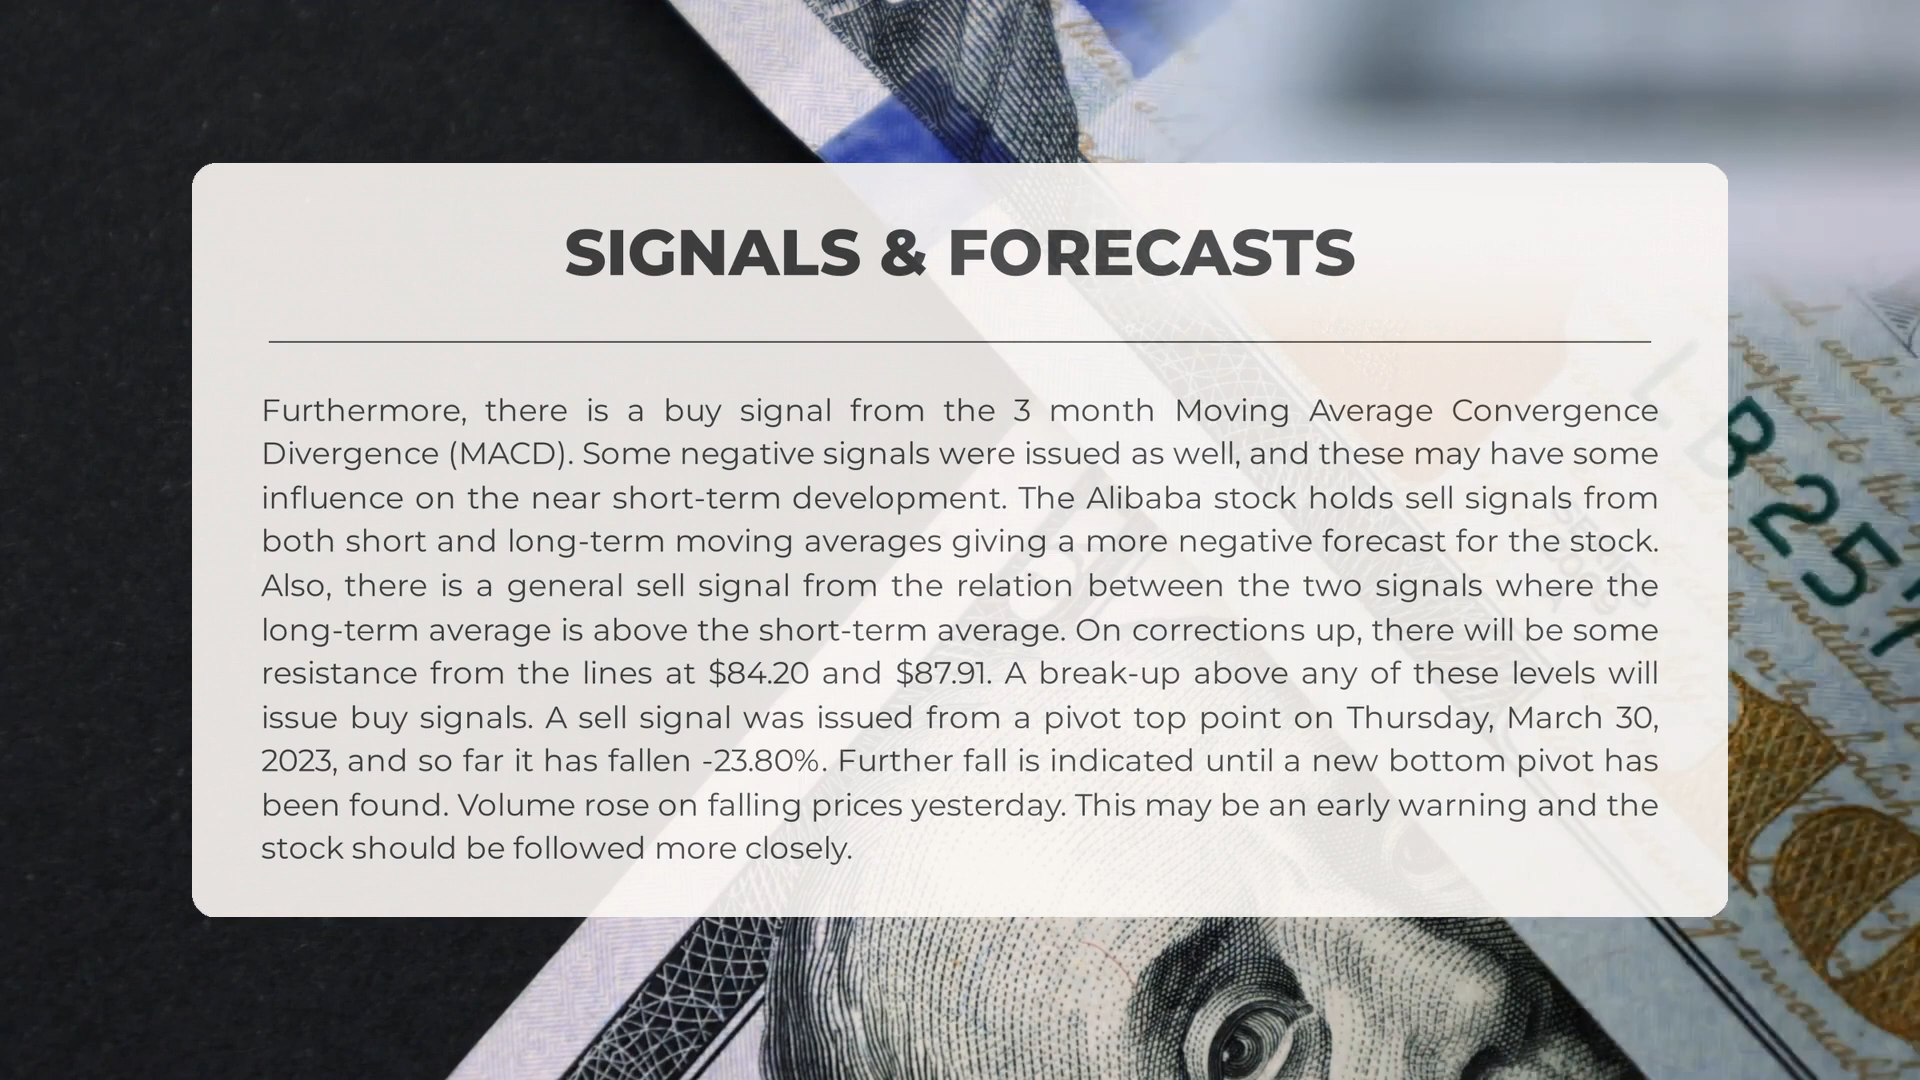 SIGNALS & FORECASTS
Furthermore, there is a buy signal from the 3 month Moving Average Convergence
Divergence (MACD). Some negative signals were issued as well, and these may have some
influence on the near short-term development. The Alibaba stock holds sell signals from
both short and long-term moving averages giving a more negative forecast for the stock.
Also, there is a general sell signal from the relation between the two signals where the
long-term average is above the short-term average. On corrections up, there will be some
resistance from the lines at $84.20 and $87.91. A break-up above any of these levels will
issue buy signals. A sell signal was issued from a pivot top point on Thursday, March 30,
2023, and so far it has fallen -23.80%. Further fall is indicated until a new bottom pivot has
been found. Volume rose on falling prices yesterday. This may be an early warning and the
stock should be followed more closely.